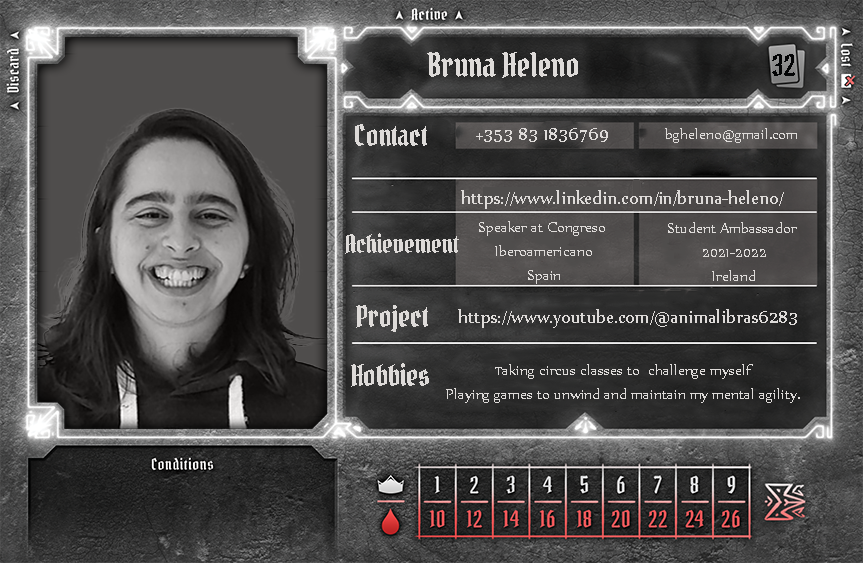 Active
Discard
Lost
Bruna Heleno
32
Contact
+353 83 1836769
bgheleno@gmail.com
https://www.linkedin.com/in/bruna-heleno/
Achievement
Speaker at Congreso
Iberoamericano
Spain
Student Ambassador
2021-2022
Ireland
Project
https://www.youtube.com/@animalibras6283
Hobbies
Taking circus classes to challenge myself
Playing games to unwind and maintain my mental agility.
Conditions
1 2 3 4 5 6 7 8 9
10 12 14 16 18 20 22 24 26